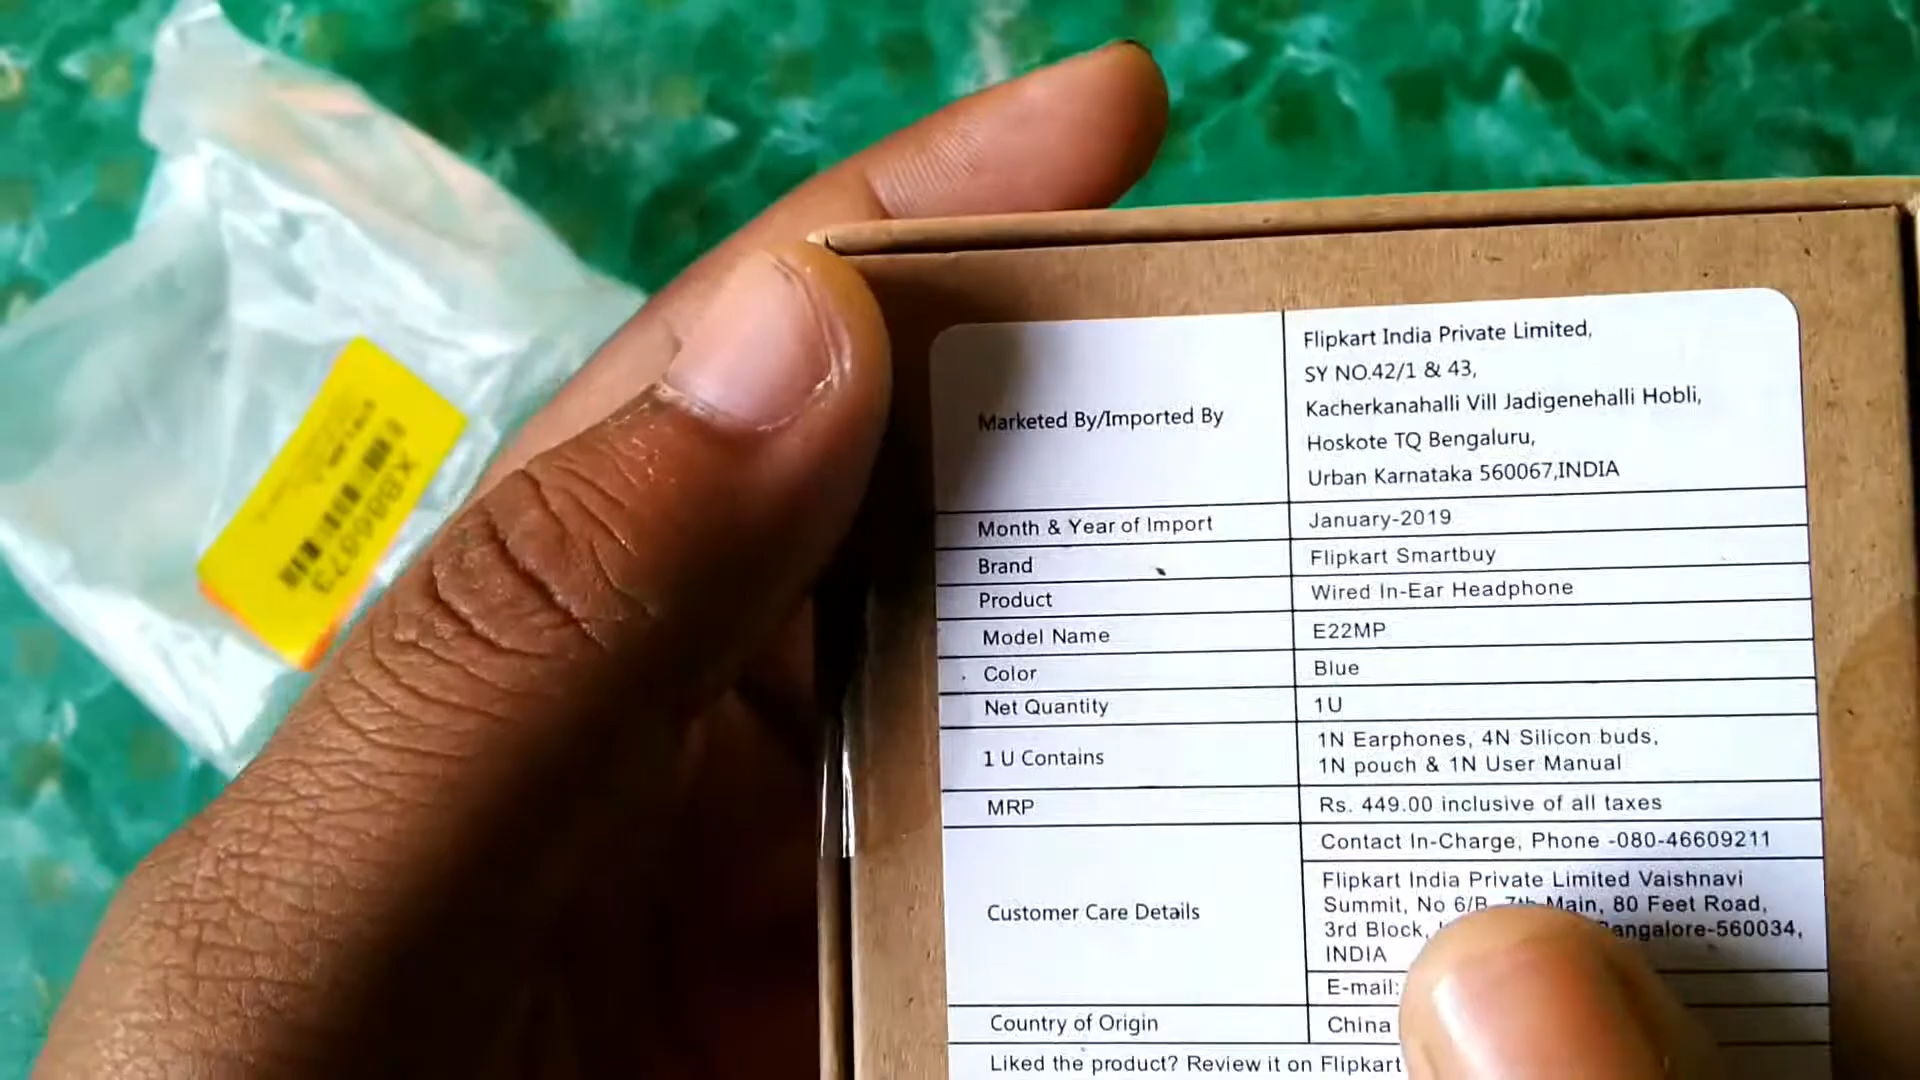 XB886873
Marketed By/Imported By
Flipkart India Private Limited,
SY NO.42/1 & 43,
Kacherkanahalli Vill Jadigenehalli Hobli,
Hoskote TQ Bengaluru,
Urban Karnataka 560067,INDIA
Month & Year of Import January-2019
Brand Flipkart Smartbuy
Product Wired In-Ear Headphone
Model Name E22MP
Color Blue
Net Quantity 1U
1 U Contains
1N Earphones, 4N Silicon buds,
1N pouch & 1N User Manual
MRP Rs. 449.00 inclusive of all taxes
Customer Care Details
Contact In-Charge, Phone -080-46609211
Flipkart India Private Limited Vaishnavi
Summit, No 6/B, 7th Main, 80 Feet Road,
3rd Block, Bangalore-560034,
INDIA
E-mail:
Country of Origin China
Liked the product? Review it on Flipkart